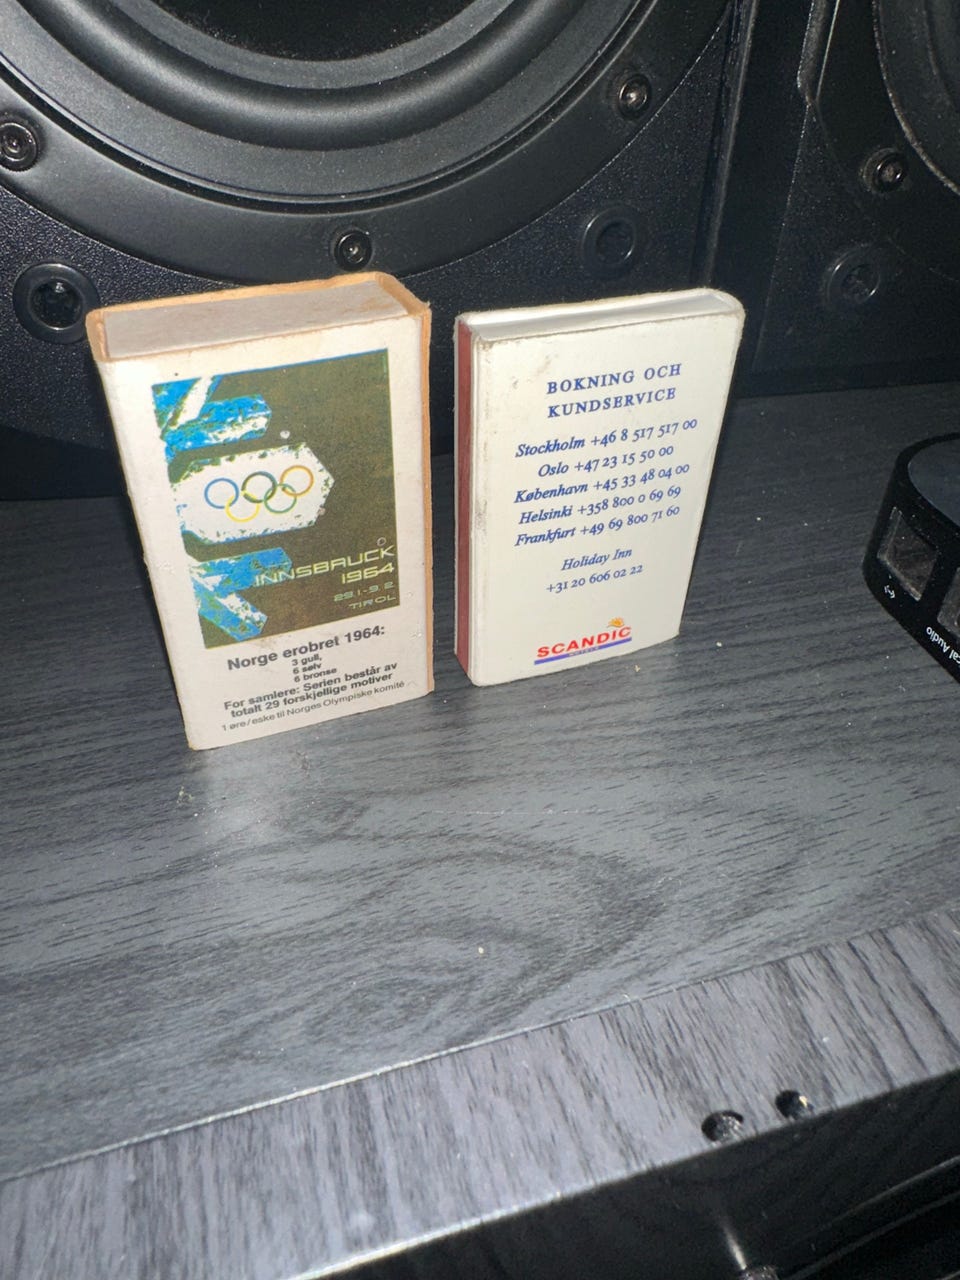 INNSBRUCK
1964
29.1.-9.2.
TIROL
Norge erobret 1964:
3 gull,
6 sølv
6 bronse
For samlere: Serien består av
totalt 29 forskjellige motiver
1 øre/eske til Norges Olympiske komité
BOKNING OCH
KUNDSERVICE
Stockholm +46 8 517 517 00
Oslo +47 23 15 50 00
København +45 33 48 04 00
Helsinki +358 800 0 69 69
Frankfurt +49 69 800 71 60
Holiday Inn
+31 20 606 02 22
SCANDIC
HOTELS
cal Audio